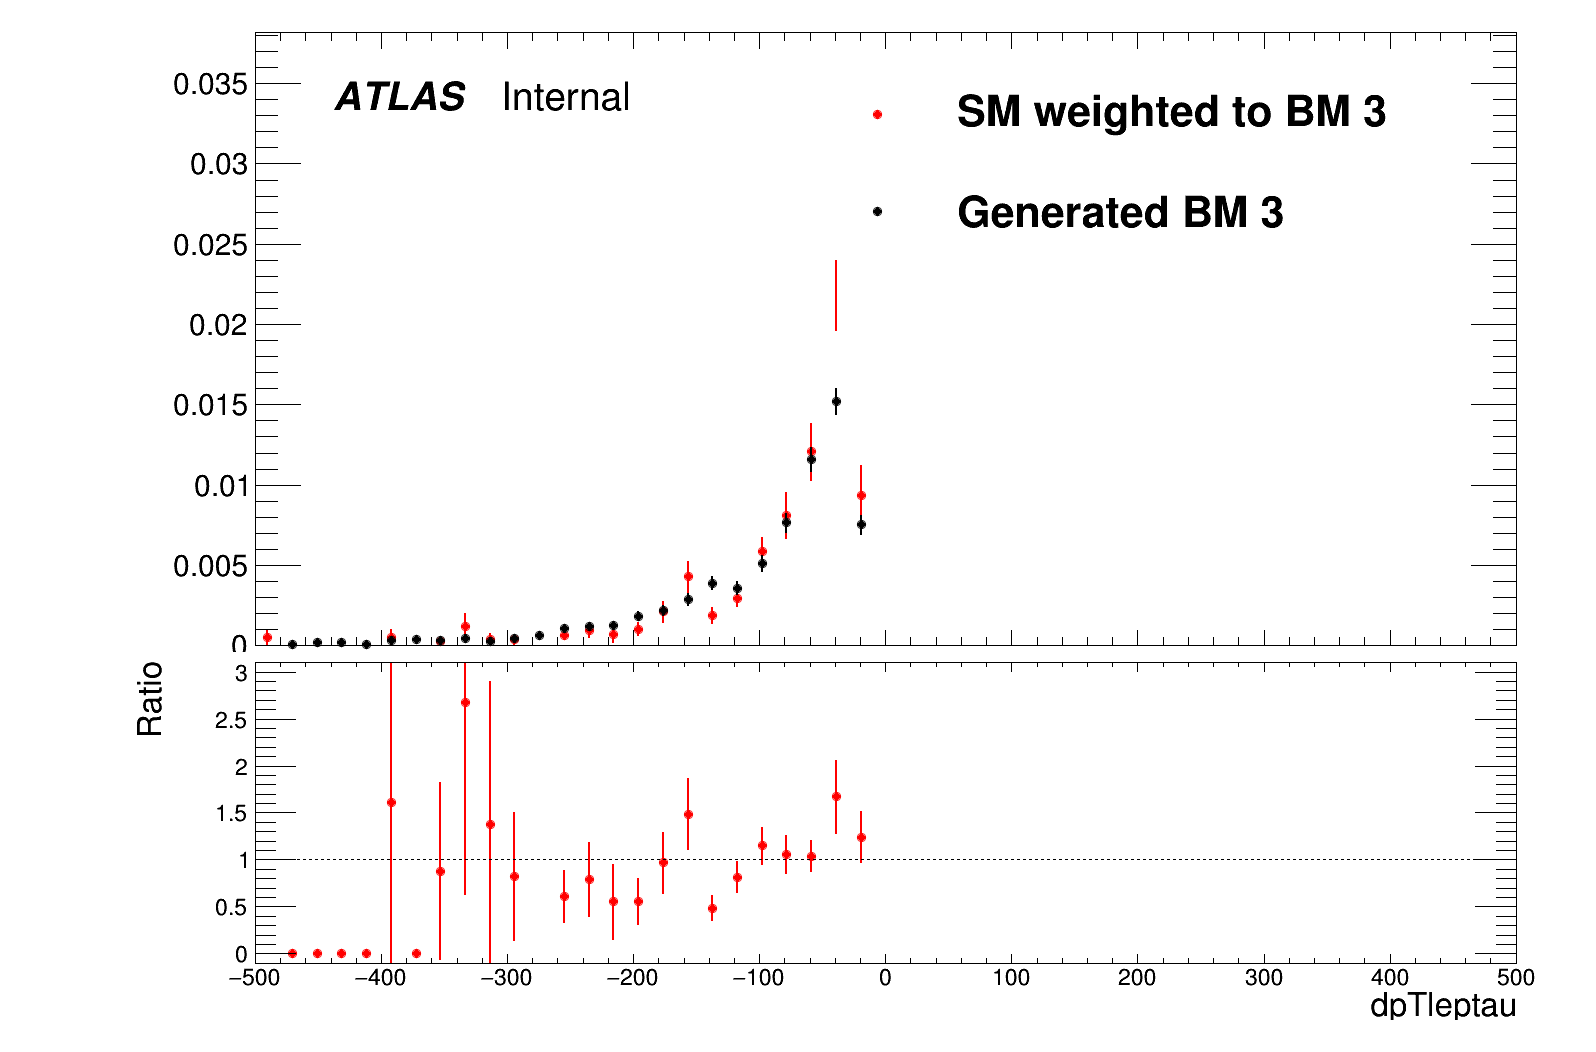 ATLAS Internal
SM weighted to BM 3
Generated BM 3
0.035
0.03
0.025
0.02
0.015
0.01
0.005
0
Ratio
3
2.5
2
1.5
1
0.5
0
−500 −400 −300 −200 −100 0 100 200 300 400 500
dpTleptau